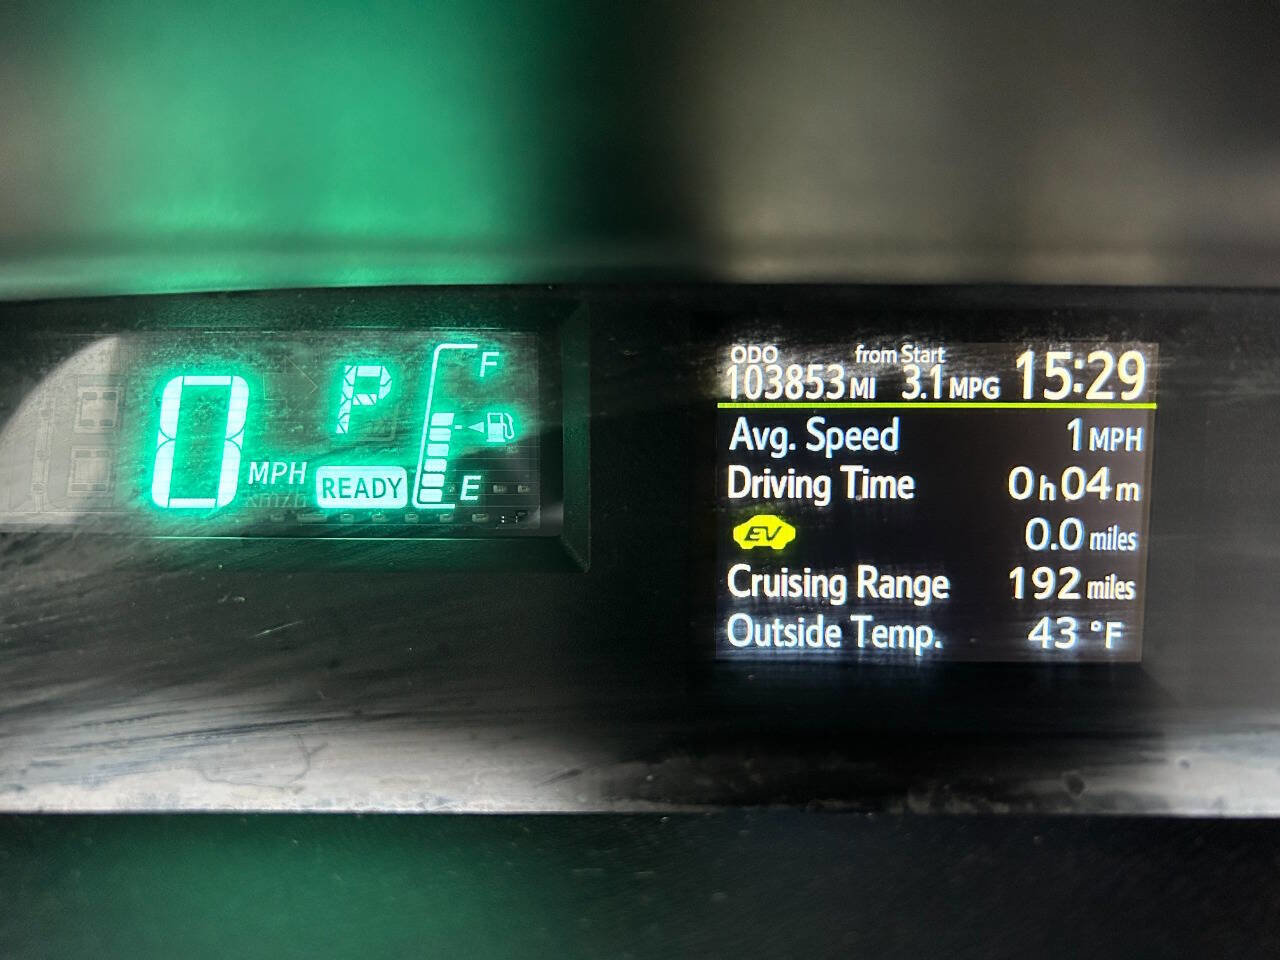 0 MPH
P
READY
F
E
ODO from Start
103853 MI 3.1 MPG 15:29
Avg. Speed 1 MPH
Driving Time 0 h 04 m
EV 0.0 miles
Cruising Range 192 miles
Outside Temp. 43 °F